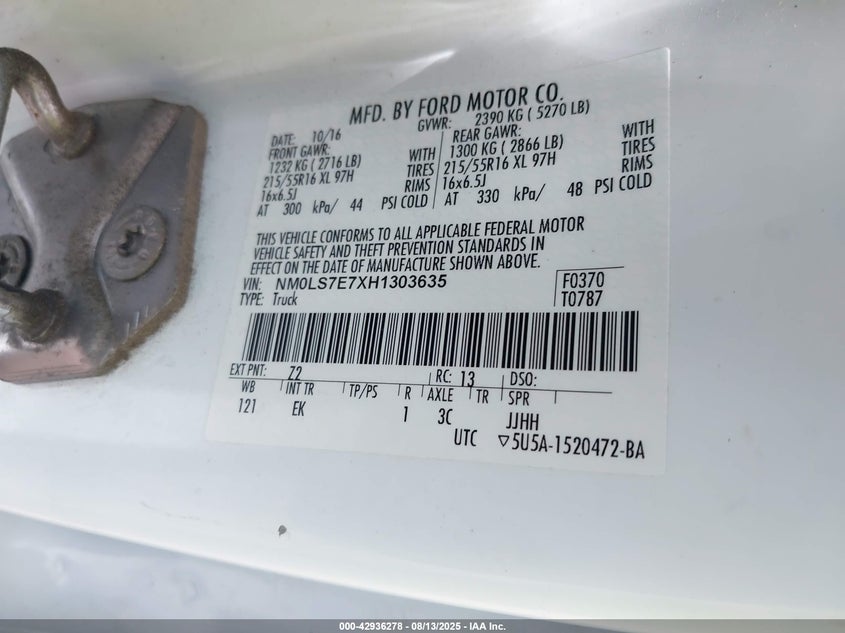 MFD. BY FORD MOTOR CO.
DATE: 10/16 GVWR: 2390 KG ( 5270 LB)
FRONT GAWR: REAR GAWR:
1232 KG ( 2716 LB) WITH 1300 KG ( 2866 LB) WITH
215/55R16 XL 97H TIRES 215/55R16 XL 97H TIRES
16x6.5J RIMS 16x6.5J RIMS
AT 300 kPa/ 44 PSI COLD AT 330 kPa/ 48 PSI COLD
THIS VEHICLE CONFORMS TO ALL APPLICABLE FEDERAL MOTOR
VEHICLE SAFETY AND THEFT PREVENTION STANDARDS IN
EFFECT ON THE DATE OF MANUFACTURE SHOWN ABOVE.
VIN: NM0LS7E7XH1303635 F0370
TYPE: Truck T0787
EXT PNT: Z2 RC: 13 DSO:
WB INT TR TP/PS R AXLE TR SPR
121 EK 1 3C JJHH
UTC ▽5U5A-1520472-BA
000-42936278 - 08/13/2025 - IAA Inc.